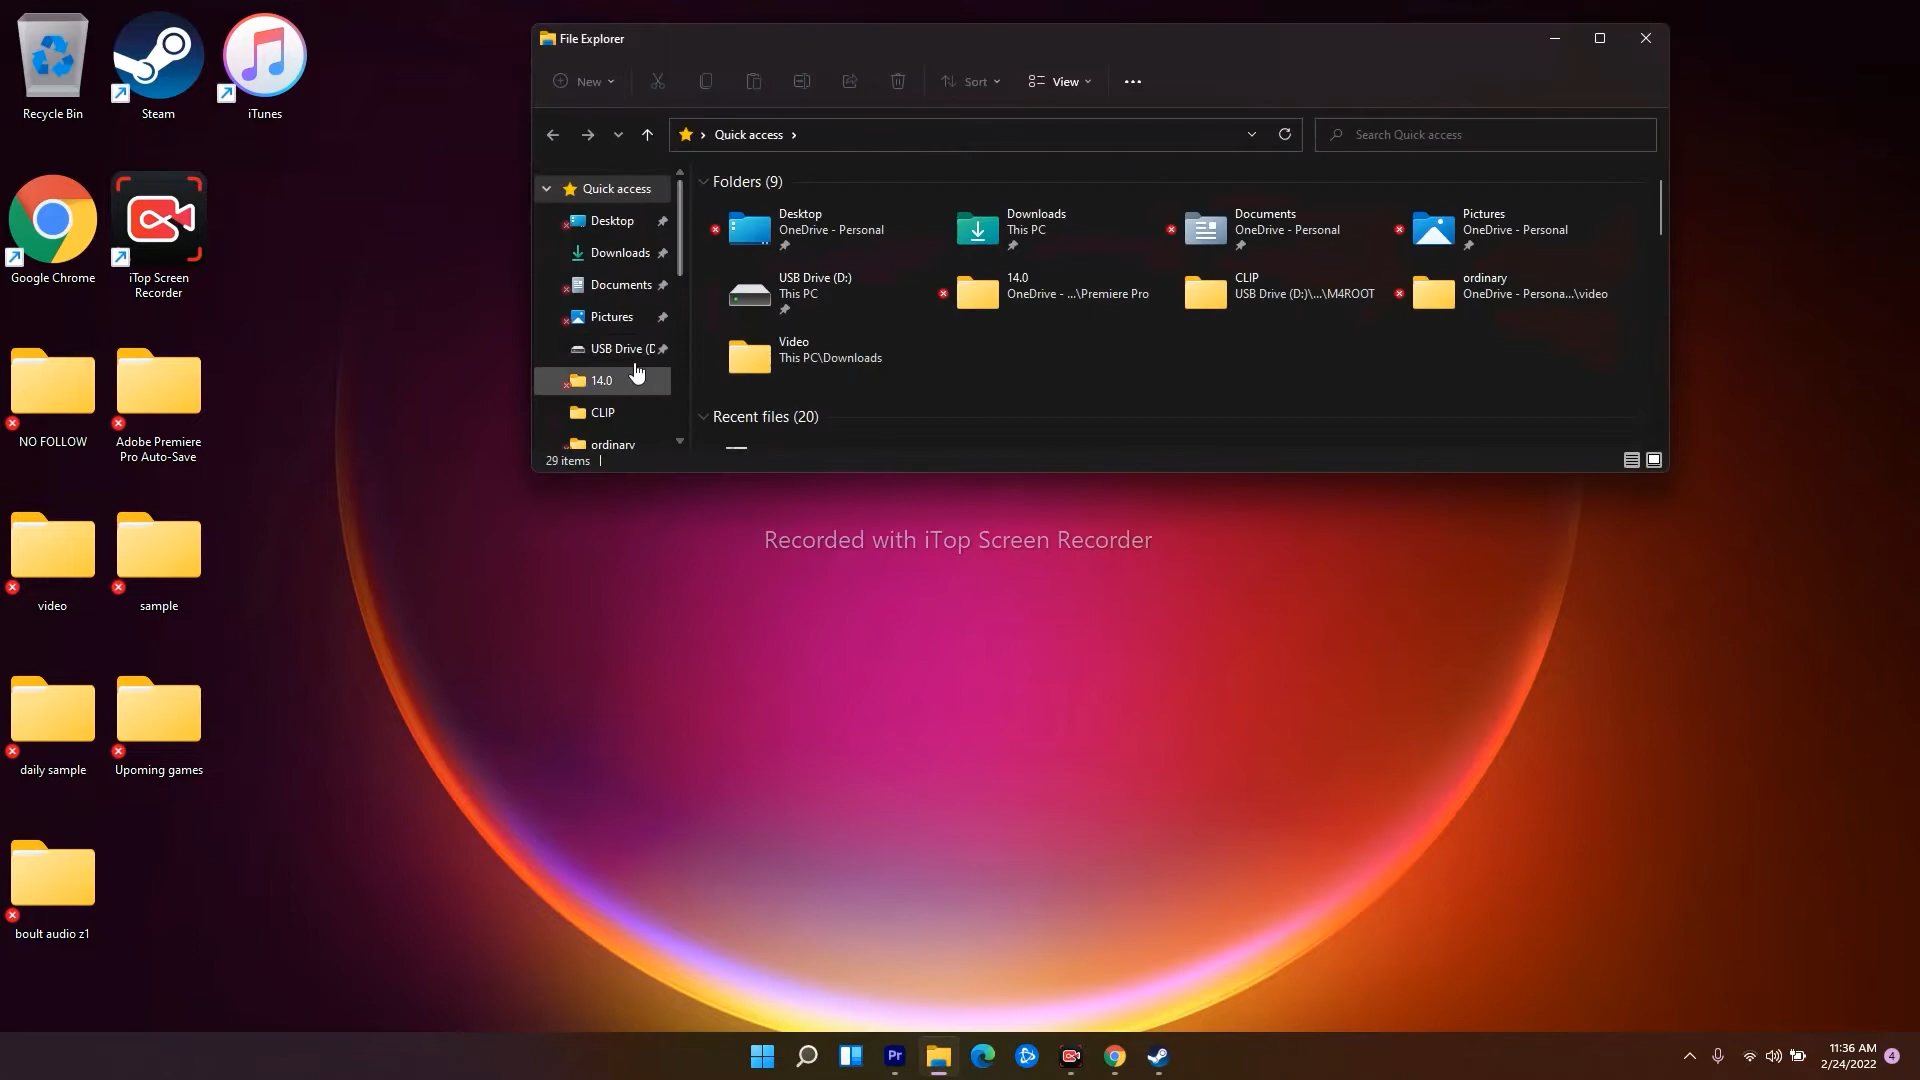 Recycle Bin
Steam
iTunes
Google Chrome
iTop Screen
Recorder
NO FOLLOW
Adobe Premiere
Pro Auto-Save
video
sample
daily sample
Upoming games
boult audio z1
File Explorer
New
Sort
View
Quick access
Search Quick access
Quick access
Desktop
Downloads
Documents
Pictures
USB Drive (D
14.0
CLIP
ordinary
Folders (9)
Desktop
OneDrive - Personal
Downloads
This PC
Documents
OneDrive - Personal
Pictures
OneDrive - Personal
USB Drive (D:)
This PC
14.0
OneDrive - ...\Premiere Pro
CLIP
USB Drive (D:)\...\M4ROOT
ordinary
OneDrive - Persona...\video
Video
This PC\Downloads
Recent files (20)
29 items
Recorded with iTop Screen Recorder
Pr
11:36 AM
2/24/2022
4